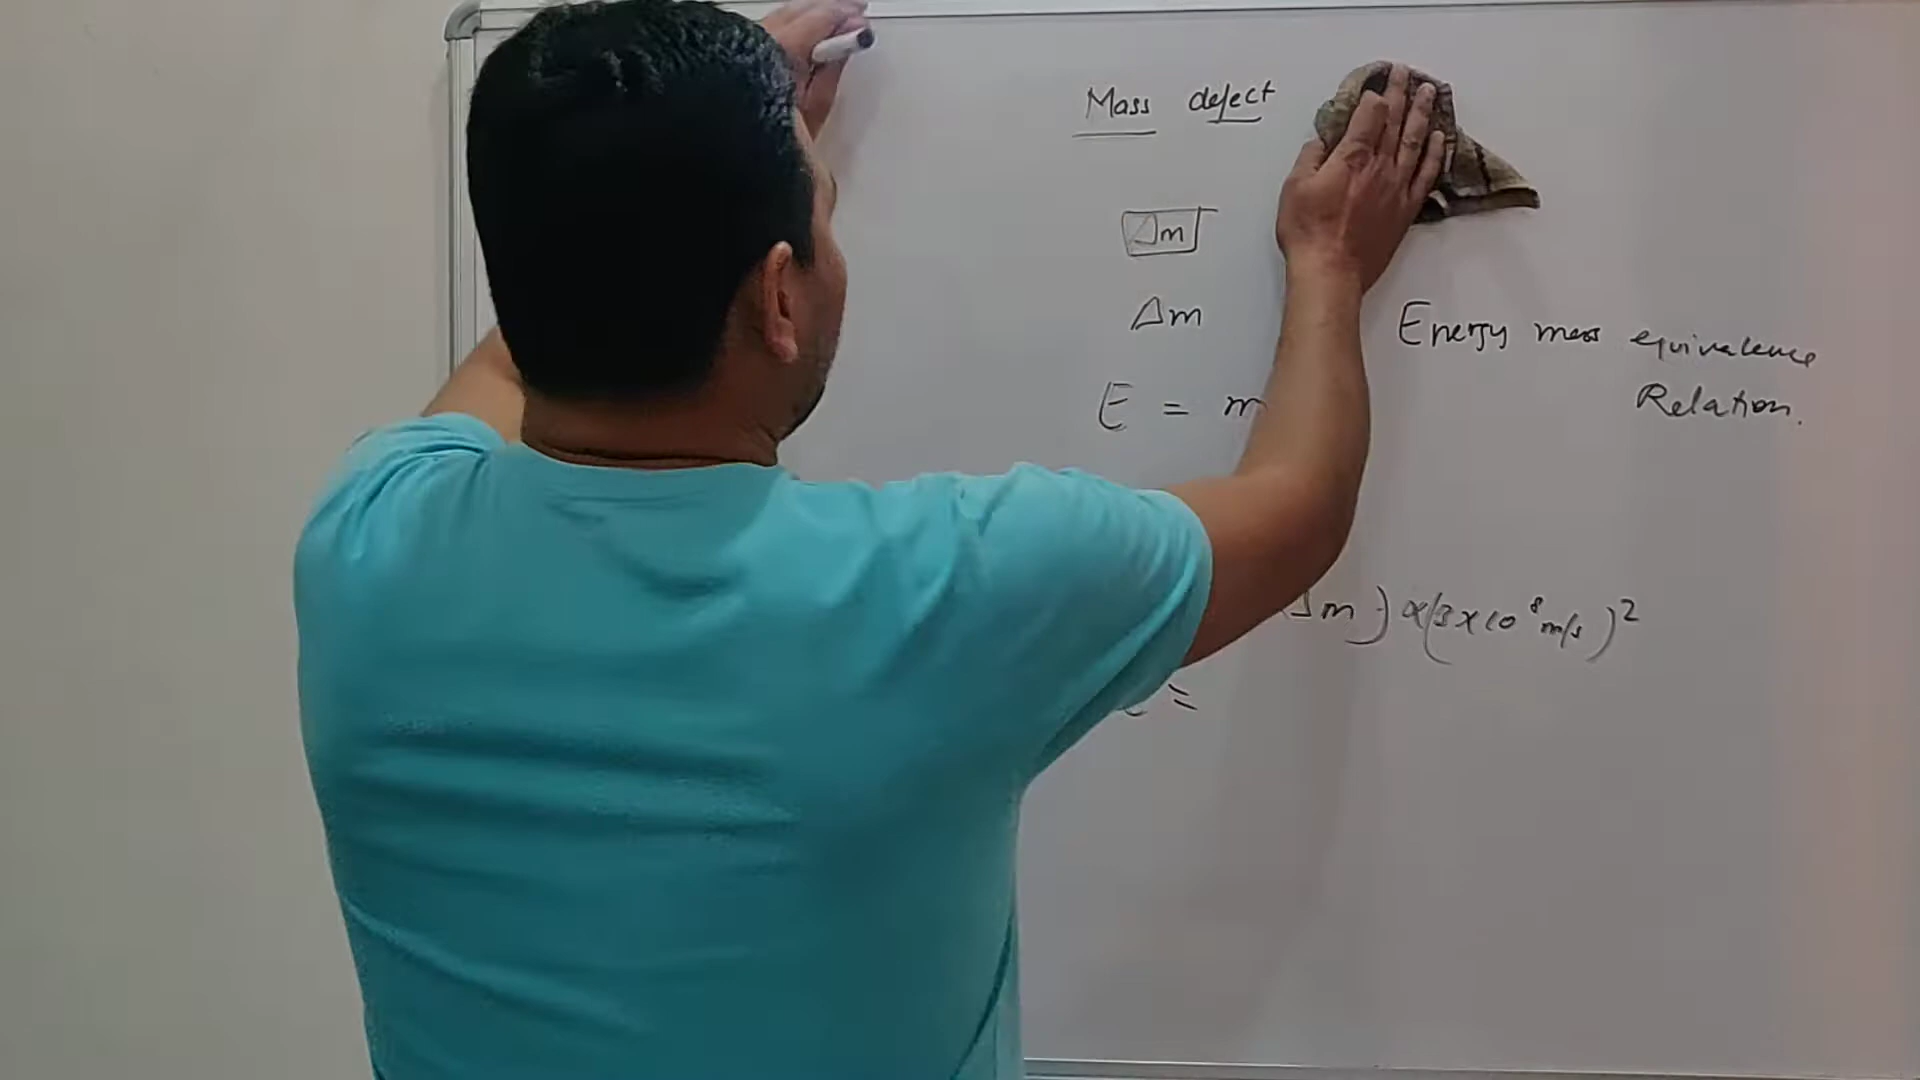 Mass defect
Δm
Δm
Energy mass equivalence
Relation.
E = m
Δm ) x (3 x 10⁸ m/s )²
=